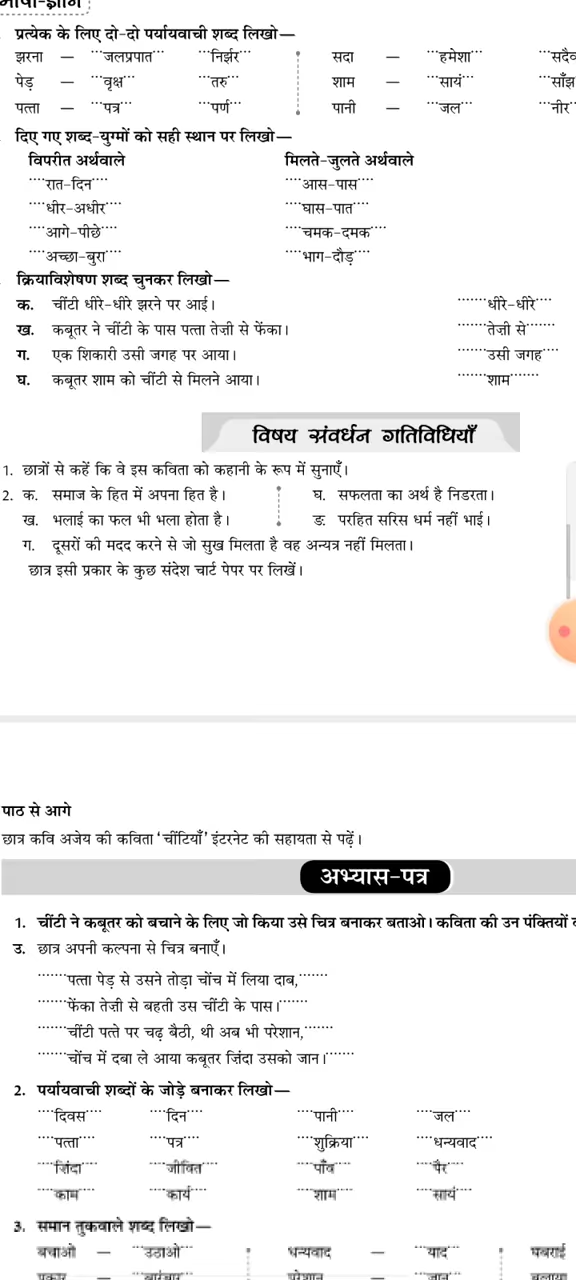 भाषा-ज्ञान
प्रत्येक के लिए दो-दो पर्यायवाची शब्द लिखो—
झरना — जलप्रपात निर्झर सदा — हमेशा सदैव
पेड़ — वृक्ष तरु शाम — सायं साँझ
पत्ता — पत्र पर्ण पानी — जल नीर
दिए गए शब्द-युग्मों को सही स्थान पर लिखो—
विपरीत अर्थवाले मिलते-जुलते अर्थवाले
रात-दिन आस-पास
धीर-अधीर घास-पात
आगे-पीछे चमक-दमक
अच्छा-बुरा भाग-दौड़
क्रियाविशेषण शब्द चुनकर लिखो—
क. चींटी धीरे-धीरे झरने पर आई। धीरे-धीरे
ख. कबूतर ने चींटी के पास पत्ता तेज़ी से फेंका। तेज़ी से
ग. एक शिकारी उसी जगह पर आया। उसी जगह
घ. कबूतर शाम को चींटी से मिलने आया। शाम
विषय संवर्धन गतिविधियाँ
1. छात्रों से कहें कि वे इस कविता को कहानी के रूप में सुनाएँ।
2. क. समाज के हित में अपना हित है। घ. सफलता का अर्थ है निडरता।
ख. भलाई का फल भी भला होता है। ङ. परहित सरिस धर्म नहीं भाई।
ग. दूसरों की मदद करने से जो सुख मिलता है वह अन्यत्र नहीं मिलता।
छात्र इसी प्रकार के कुछ संदेश चार्ट पेपर पर लिखें।
पाठ से आगे
छात्र कवि अजेय की कविता ‘चींटियाँ’ इंटरनेट की सहायता से पढ़ें।
अभ्यास-पत्र
1. चींटी ने कबूतर को बचाने के लिए जो किया उसे चित्र बनाकर बताओ। कविता की उन पंक्तियों
उ. छात्र अपनी कल्पना से चित्र बनाएँ।
पत्ता पेड़ से उसने तोड़ा चोंच में लिया दाब,
फेंका तेज़ी से बहती उस चींटी के पास।
चींटी पत्ते पर चढ़ बैठी, थी अब भी परेशान,
चोंच में दबा ले आया कबूतर ज़िंदा उसको जान।
2. पर्यायवाची शब्दों के जोड़े बनाकर लिखो—
दिवस दिन पानी जल
पत्ता पत्र शुक्रिया धन्यवाद
ज़िंदा जीवित पाँव पैर
काम कार्य शाम सायं
3. समान तुकवाले शब्द लिखो—
बचाओ — उठाओ धन्यवाद — याद घबराई